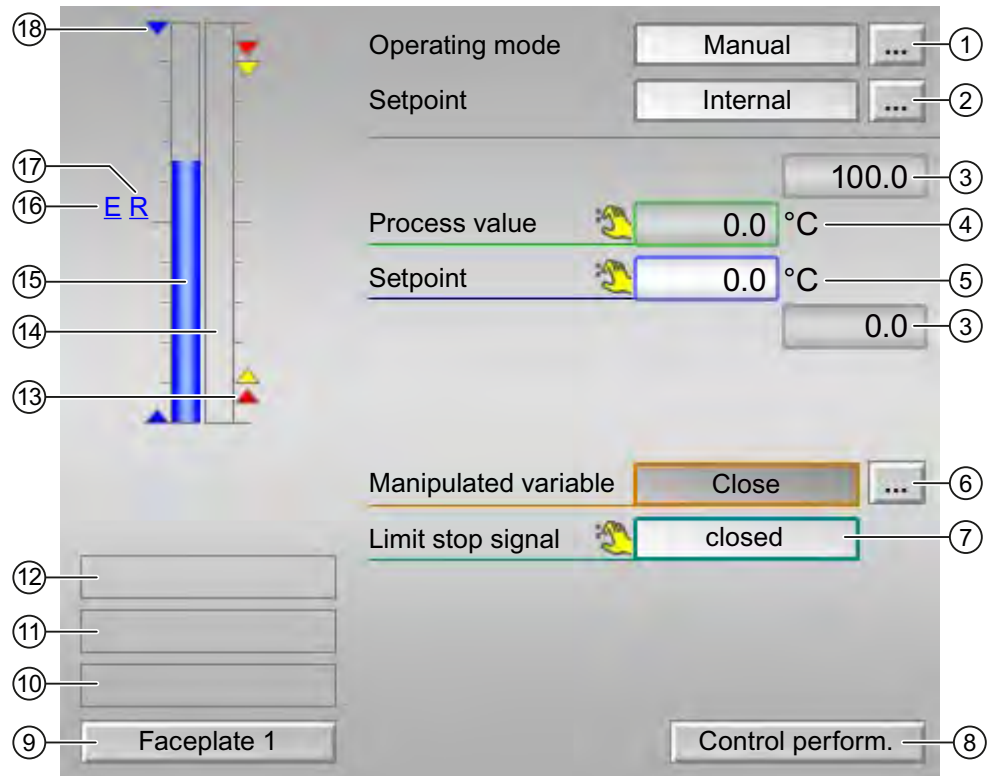 18
Operating mode
Manual
...
1
Setpoint
Internal
...
2
17
100.0
3
16
E R
Process value
0.0
°C
4
15
Setpoint
0.0
°C
5
14
0.0
3
13
Manipulated variable
Close
...
6
Limit stop signal
closed
7
12
11
10
9
Faceplate 1
Control perform.
8